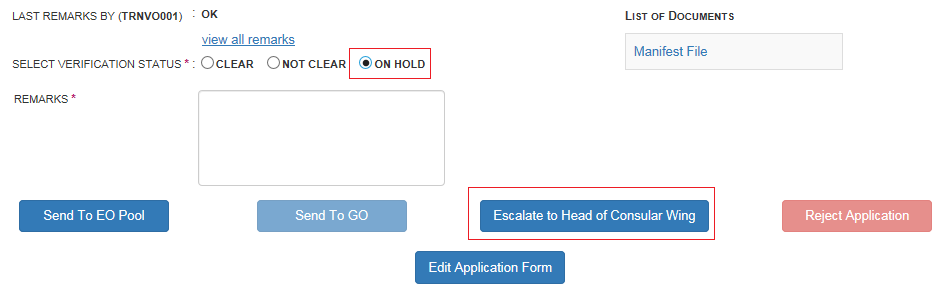 LAST REMARKS BY (TRNVO001) : OK
view all remarks
SELECT VERIFICATION STATUS * : CLEAR NOT CLEAR ON HOLD
REMARKS *
LIST OF DOCUMENTS
Manifest File
Send To EO Pool
Send To GO
Escalate to Head of Consular Wing
Reject Application
Edit Application Form